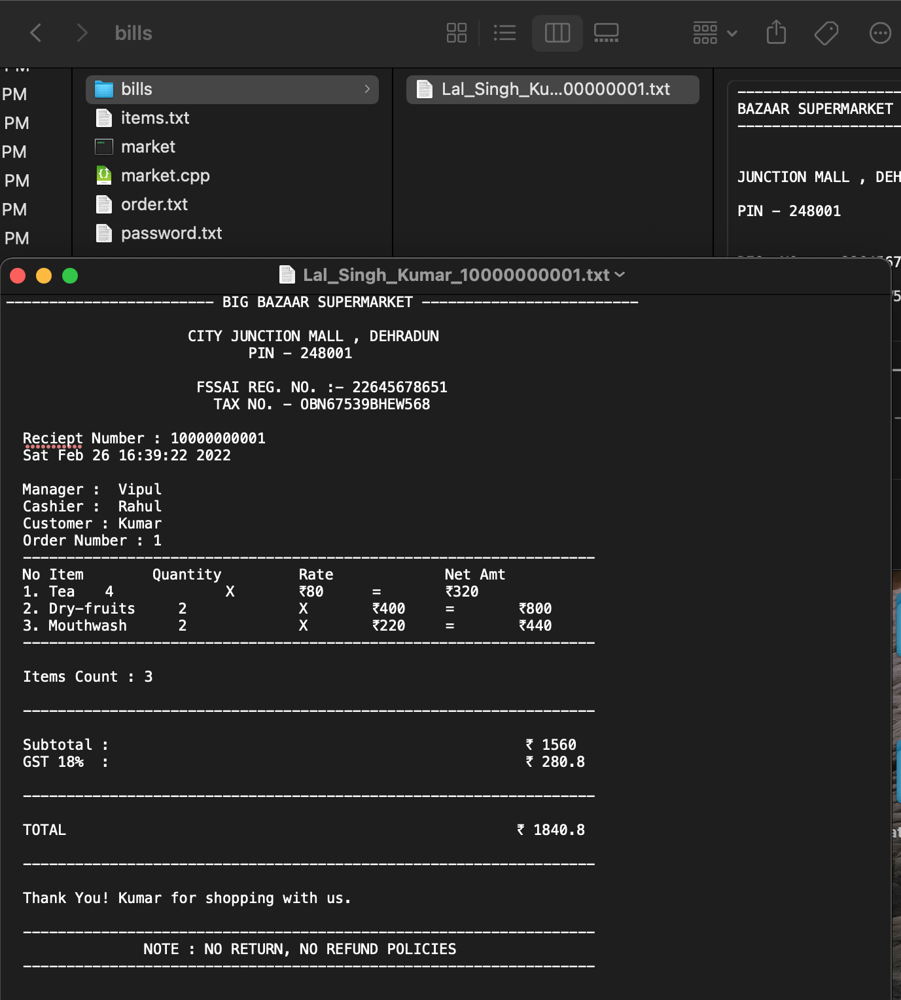 bills
PM
PM
PM
PM
PM
PM
bills
items.txt
market
market.cpp
order.txt
password.txt
Lal_Singh_Ku...00000001.txt
BAZAAR SUPERMARKET
JUNCTION MALL , DEH
PIN - 248001
Lal_Singh_Kumar_10000000001.txt
------------------------ BIG BAZAAR SUPERMARKET -------------------------
CITY JUNCTION MALL , DEHRADUN
PIN - 248001
FSSAI REG. NO. :- 22645678651
TAX NO. - OBN67539BHEW568
Reciept Number : 10000000001
Sat Feb 26 16:39:22 2022
Manager :  Vipul
Cashier :  Rahul
Customer : Kumar
Order Number : 1
------------------------------------------------------------------
No Item Quantity Rate Net Amt
1. Tea 4 X ₹80 = ₹320
2. Dry-fruits 2 X ₹400 = ₹800
3. Mouthwash 2 X ₹220 = ₹440
------------------------------------------------------------------
Items Count : 3
------------------------------------------------------------------
Subtotal : ₹ 1560
GST 18%  : ₹ 280.8
------------------------------------------------------------------
TOTAL ₹ 1840.8
------------------------------------------------------------------
Thank You! Kumar for shopping with us.
------------------------------------------------------------------
NOTE : NO RETURN, NO REFUND POLICIES
------------------------------------------------------------------